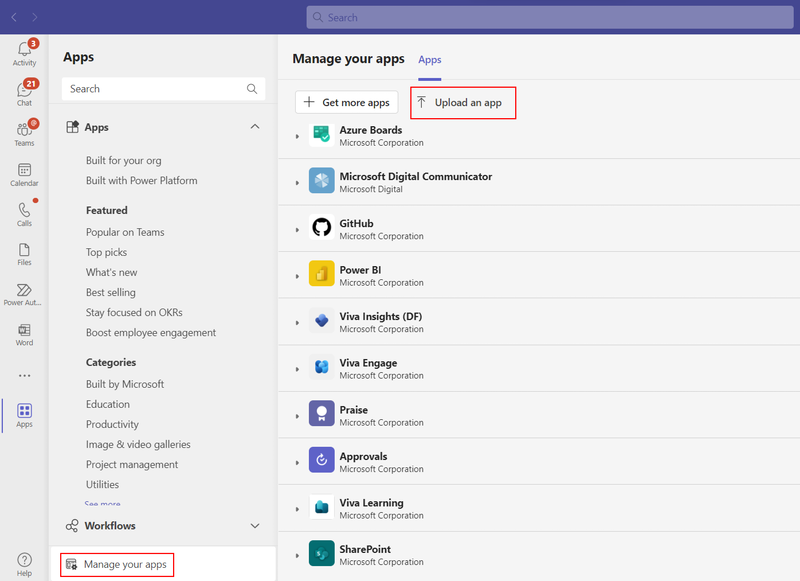 Search
3
Activity
21
Chat
@
Teams
Calendar
Calls
Files
Power Aut...
Word
Apps
Help
Apps
Search
Apps
Built for your org
Built with Power Platform
Featured
Popular on Teams
Top picks
What's new
Best selling
Stay focused on OKRs
Boost employee engagement
Categories
Built by Microsoft
Education
Productivity
Image & video galleries
Project management
Utilities
See more
Workflows
Manage your apps
Manage your apps Apps
Get more apps Upload an app
Azure Boards
Microsoft Corporation
Microsoft Digital Communicator
Microsoft Digital
GitHub
Microsoft Corporation
Power BI
Microsoft Corporation
Viva Insights (DF)
Microsoft Corporation
Viva Engage
Microsoft Corporation
Praise
Microsoft Corporation
Approvals
Microsoft Corporation
Viva Learning
Microsoft Corporation
SharePoint
Microsoft Corporation